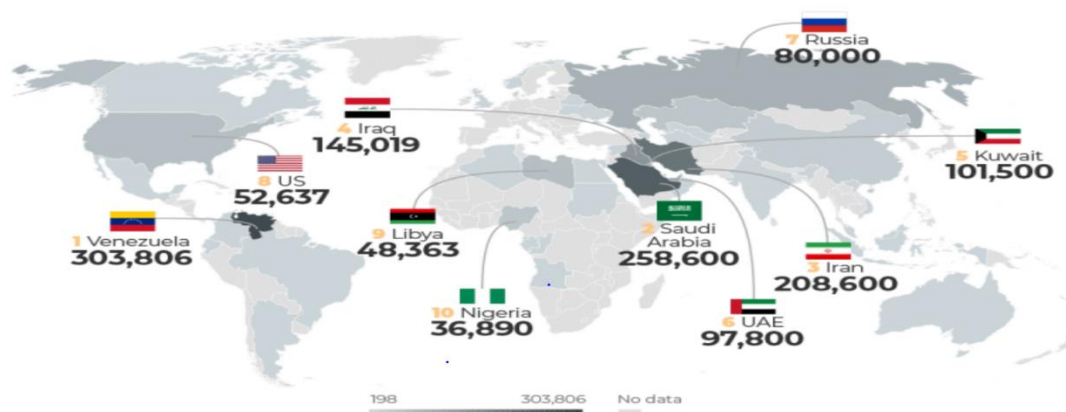 7 Russia
80,000
4 Iraq
145,019
5 Kuwait
101,500
8 US
52,637
1 Venezuela
303,806
9 Libya
48,363
2 Saudi
Arabia
258,600
3 Iran
208,600
10 Nigeria
36,890
6 UAE
97,800
198 303,806 No data